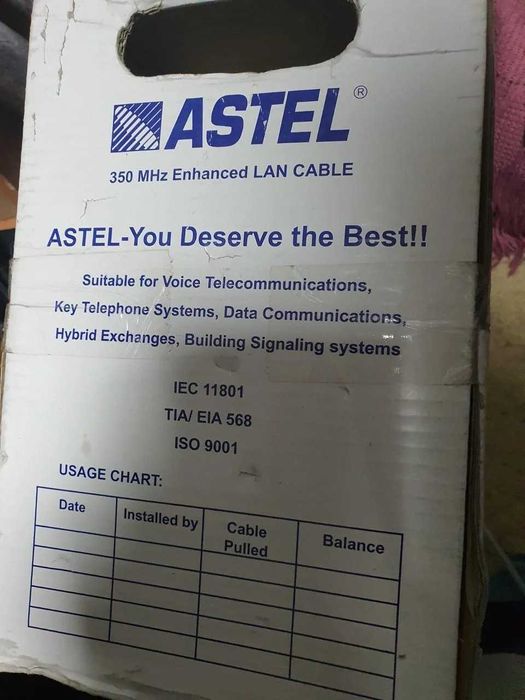 ASTEL®
350 MHz Enhanced LAN CABLE
ASTEL-You Deserve the Best!!
Suitable for Voice Telecommunications,
Key Telephone Systems, Data Communications,
Hybrid Exchanges, Building Signaling systems
IEC 11801
TIA/ EIA 568
ISO 9001
USAGE CHART:
Date Installed by Cable Pulled Balance